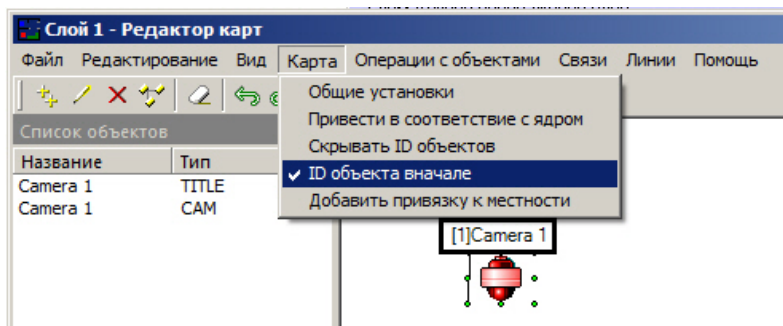 Слой 1 - Редактор карт
Файл Редактирование Вид Карта Операции с объектами Связи Линии Помощь
Общие установки
Привести в соответствие с ядром
Скрывать ID объектов
ID объекта вначале
Добавить привязку к местности
Список объектов
Название Тип
Camera 1 TITLE
Camera 1 CAM
[1]Camera 1